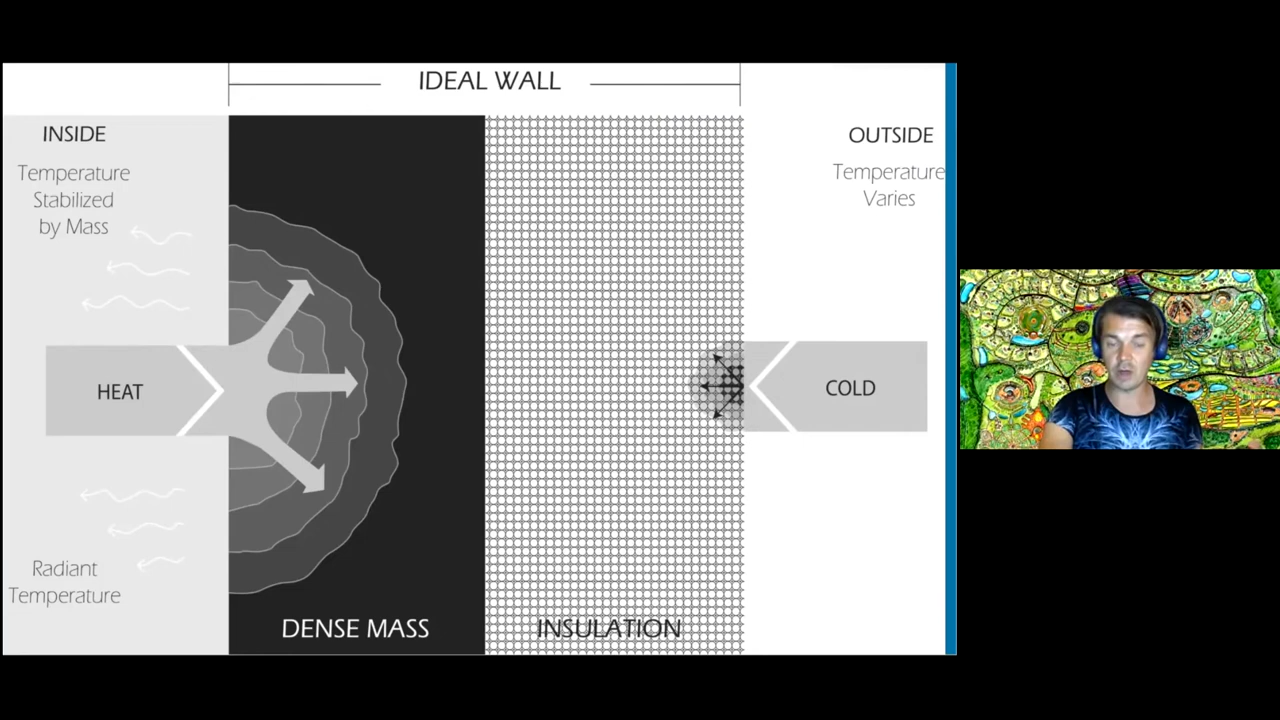 IDEAL WALL
INSIDE
Temperature
Stabilized
by Mass
OUTSIDE
Temperature
Varies
HEAT
COLD
Radiant
Temperature
DENSE MASS
INSULATION